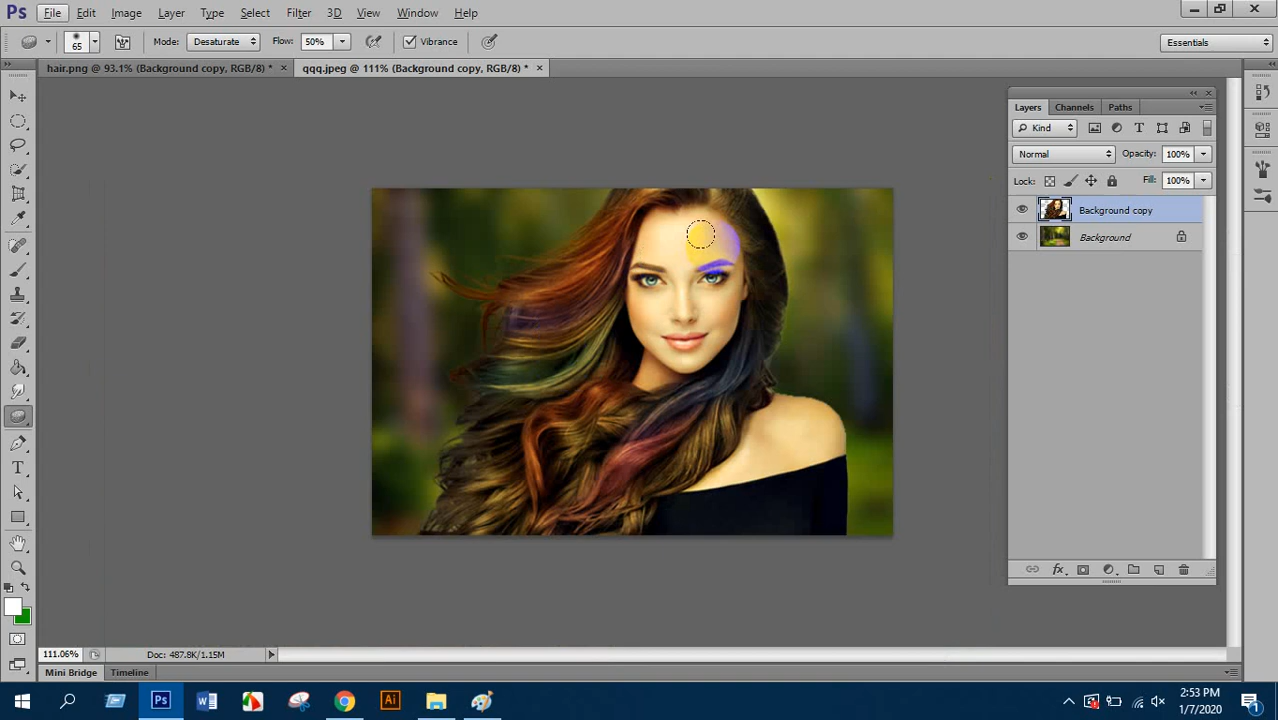 Ps File Edit Image Layer Type Select Filter 3D View Window Help
65 Mode: Desaturate Flow: 50% Vibrance Essentials
hair.png @ 93.1% (Background copy, RGB/8) * × qqq.jpeg @ 111% (Background copy, RGB/8) * ×
Layers Channels Paths
Kind
Normal Opacity: 100%
Lock: Fill: 100%
Background copy
Background
111.06% Doc: 487.8K/1.15M
Mini Bridge Timeline
2:53 PM
1/7/2020